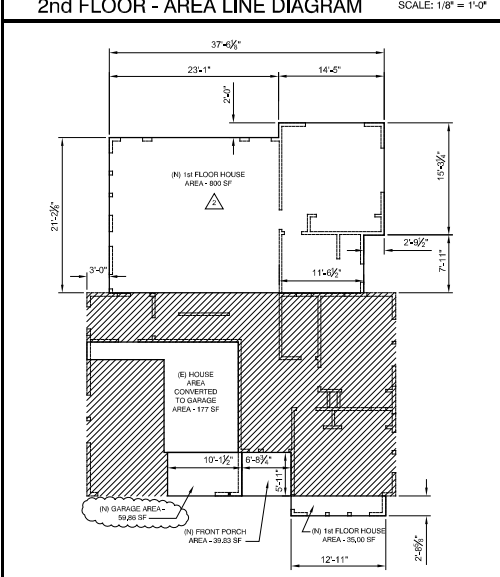 2nd FLOOR - AREA LINE DIAGRAM
SCALE: 1/8" = 1'-0"
37'-6⅛"
23'-1"
14'-5"
2'-0"
(N) 1st FLOOR HOUSE
AREA - 800 SF
2
21'-2⅛"
15'-3¼"
3'-0"
2'-9½"
11'-6½"
7'-11"
(E) HOUSE
AREA
CONVERTED
TO GARAGE
AREA - 177 SF
10'-1½"
6'-8¾"
5'-11"
(N) GARAGE AREA -
59.86 SF
(N) FRONT PORCH
AREA - 39.83 SF
(N) 1st FLOOR HOUSE
AREA - 35.00 SF
12'-11"
2'-8⅝"